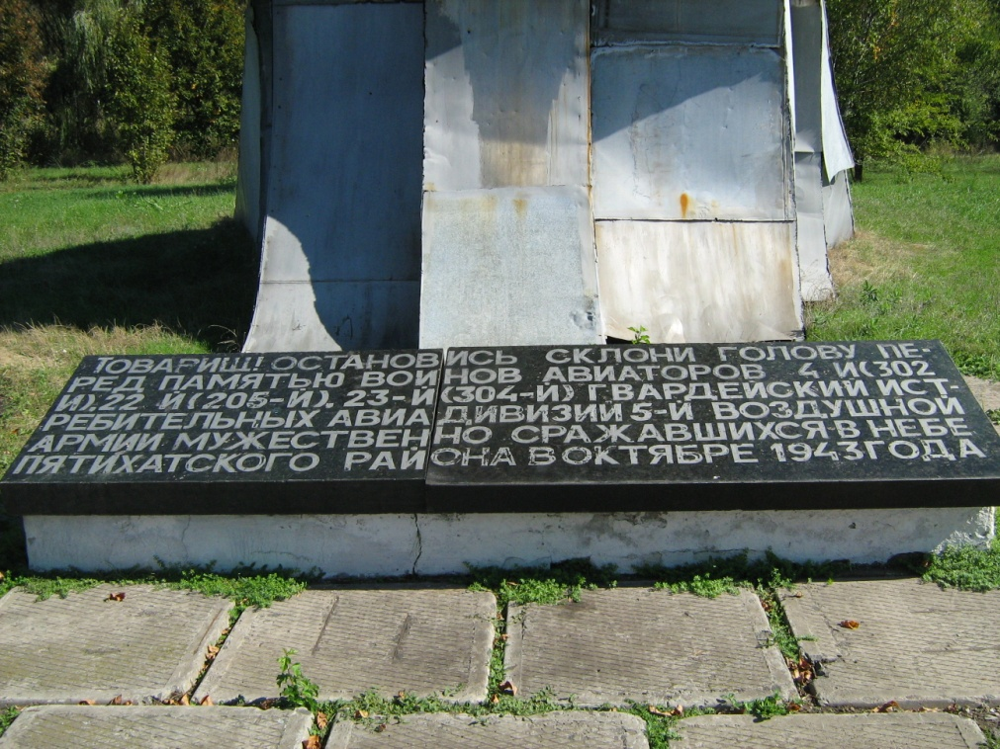 ТОВАРИЩ! ОСТАНОВИСЬ СКЛОНИ ГОЛОВУ ПЕ-
РЕД ПАМЯТЬЮ ВОИНОВ АВИАТОРОВ 4-Й(302
Й), 22-Й(205-Й), 23-Й(304-Й) ГВАРДЕЙСКИЙ ИСТ-
РЕБИТЕЛЬНЫХ АВИАДИВИЗИИ 5-Й ВОЗДУШНОЙ
АРМИИ МУЖЕСТВЕННО СРАЖАВШИХСЯ В НЕБЕ
ПЯТИХАТСКОГО РАЙОНА В ОКТЯБРЕ 1943 ГОДА